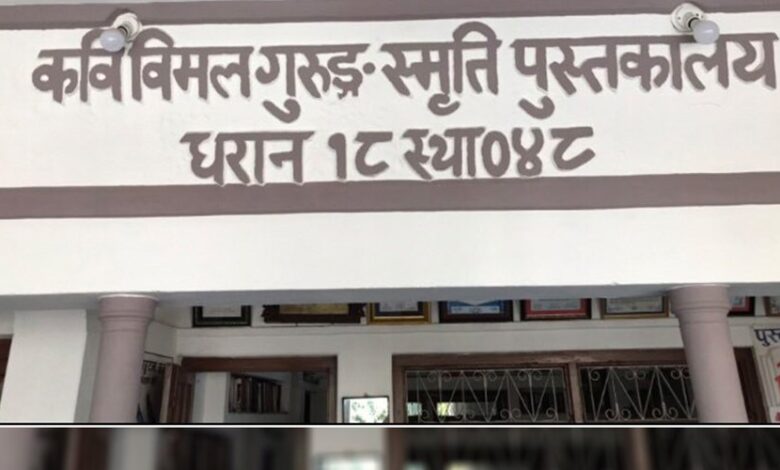 कवि विमल गुरुङ्ग स्मृति पुस्तकालय
धरान १८ स्था०४८
पुस